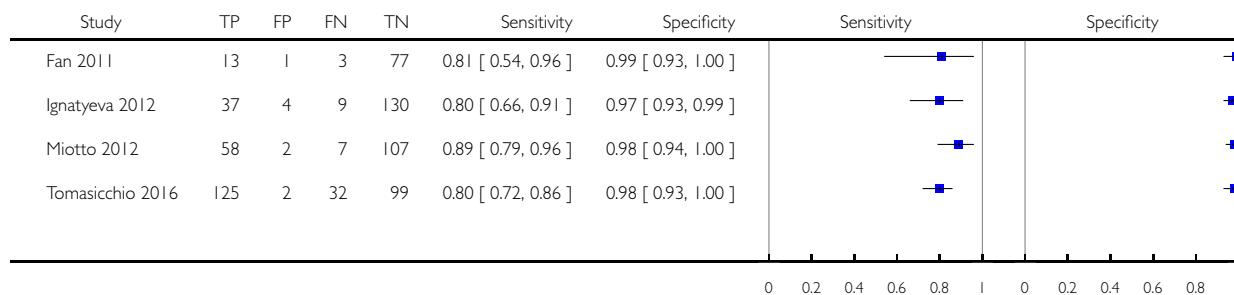 Study TP FP FN TN Sensitivity Specificity Sensitivity Specificity
Fan 2011 13 1 3 77 0.81 [ 0.54, 0.96 ] 0.99 [ 0.93, 1.00 ]
Ignatyeva 2012 37 4 9 130 0.80 [ 0.66, 0.91 ] 0.97 [ 0.93, 0.99 ]
Miotto 2012 58 2 7 107 0.89 [ 0.79, 0.96 ] 0.98 [ 0.94, 1.00 ]
Tomasicchio 2016 125 2 32 99 0.80 [ 0.72, 0.86 ] 0.98 [ 0.93, 1.00 ]
0 0.2 0.4 0.6 0.8 1 0 0.2 0.4 0.6 0.8